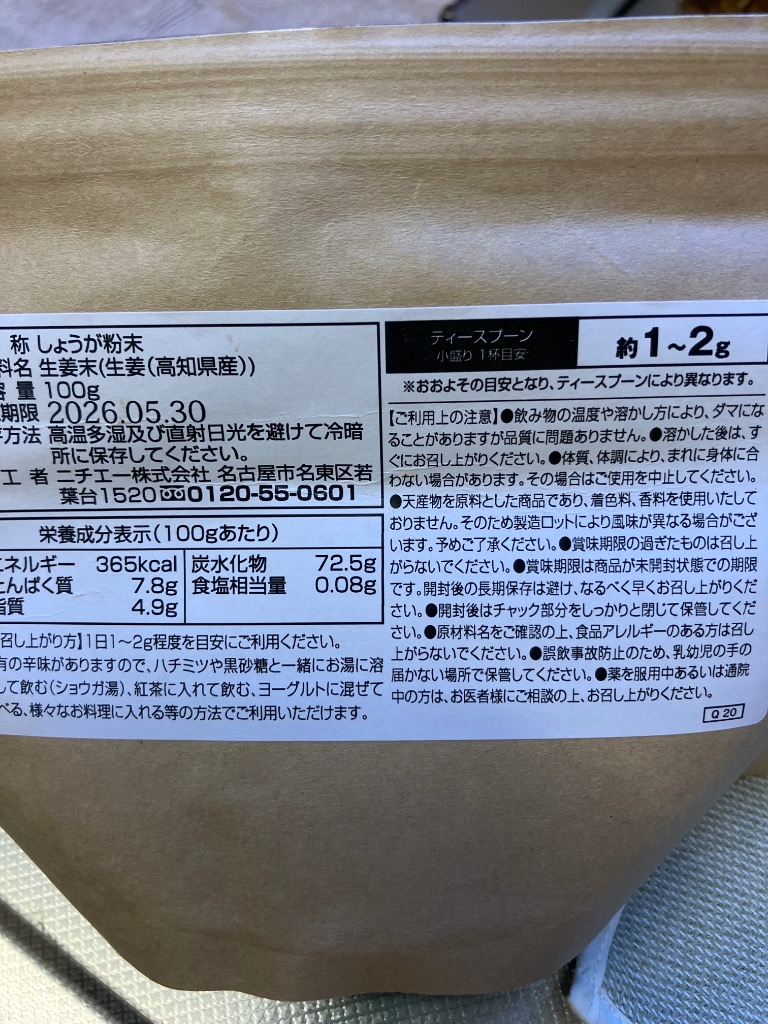 称 しょうが粉末
料名 生姜末(生姜(高知県産))
容 量 100g
期限 2026.05.30
方法 高温多湿及び直射日光を避けて冷暗
所に保存してください。
工 者 ニチエー株式会社 名古屋市名東区若
葉台1520 0120-55-0601
栄養成分表示(100gあたり)
エネルギー 365kcal
たんぱく質 7.8g
脂質 4.9g
炭水化物 72.5g
食塩相当量 0.08g
召し上がり方】1日1~2g程度を目安にご利用ください。
有の辛味がありますので、ハチミツや黒砂糖と一緒にお湯に溶
して飲む(ショウガ湯)、紅茶に入れて飲む、ヨーグルトに混ぜて
べる、様々なお料理に入れる等の方法でご利用いただけます。
ティースプーン
小盛り 1杯目安
約1~2g
※おおよその目安となり、ティースプーンにより異なります。
【ご利用上の注意】●飲み物の温度や溶かし方により、ダマにな
ることがありますが品質に問題ありません。●溶かした後は、す
ぐにお召し上がりください。●体質、体調により、まれに身体に合
わない場合があります。その場合はご使用を中止してください。
●天産物を原料とした商品であり、着色料、香料を使用いたして
おりません。そのため製造ロットにより風味が異なる場合がござ
います。予めご了承ください。●賞味期限の過ぎたものは召し上
がらないでください。●賞味期限は商品が未開封状態での期限
です。開封後の長期保存は避け、なるべく早くお召し上がりくだ
さい。●開封後はチャック部分をしっかりと閉じて保管してくだ
さい。●原材料名をご確認の上、食品アレルギーのある方は召し
上がらないでください。●誤飲事故防止のため、乳幼児の手の
届かない場所で保管してください。●薬を服用中あるいは通院
中の方は、お医者様にご相談の上、お召し上がりください。
Q 20